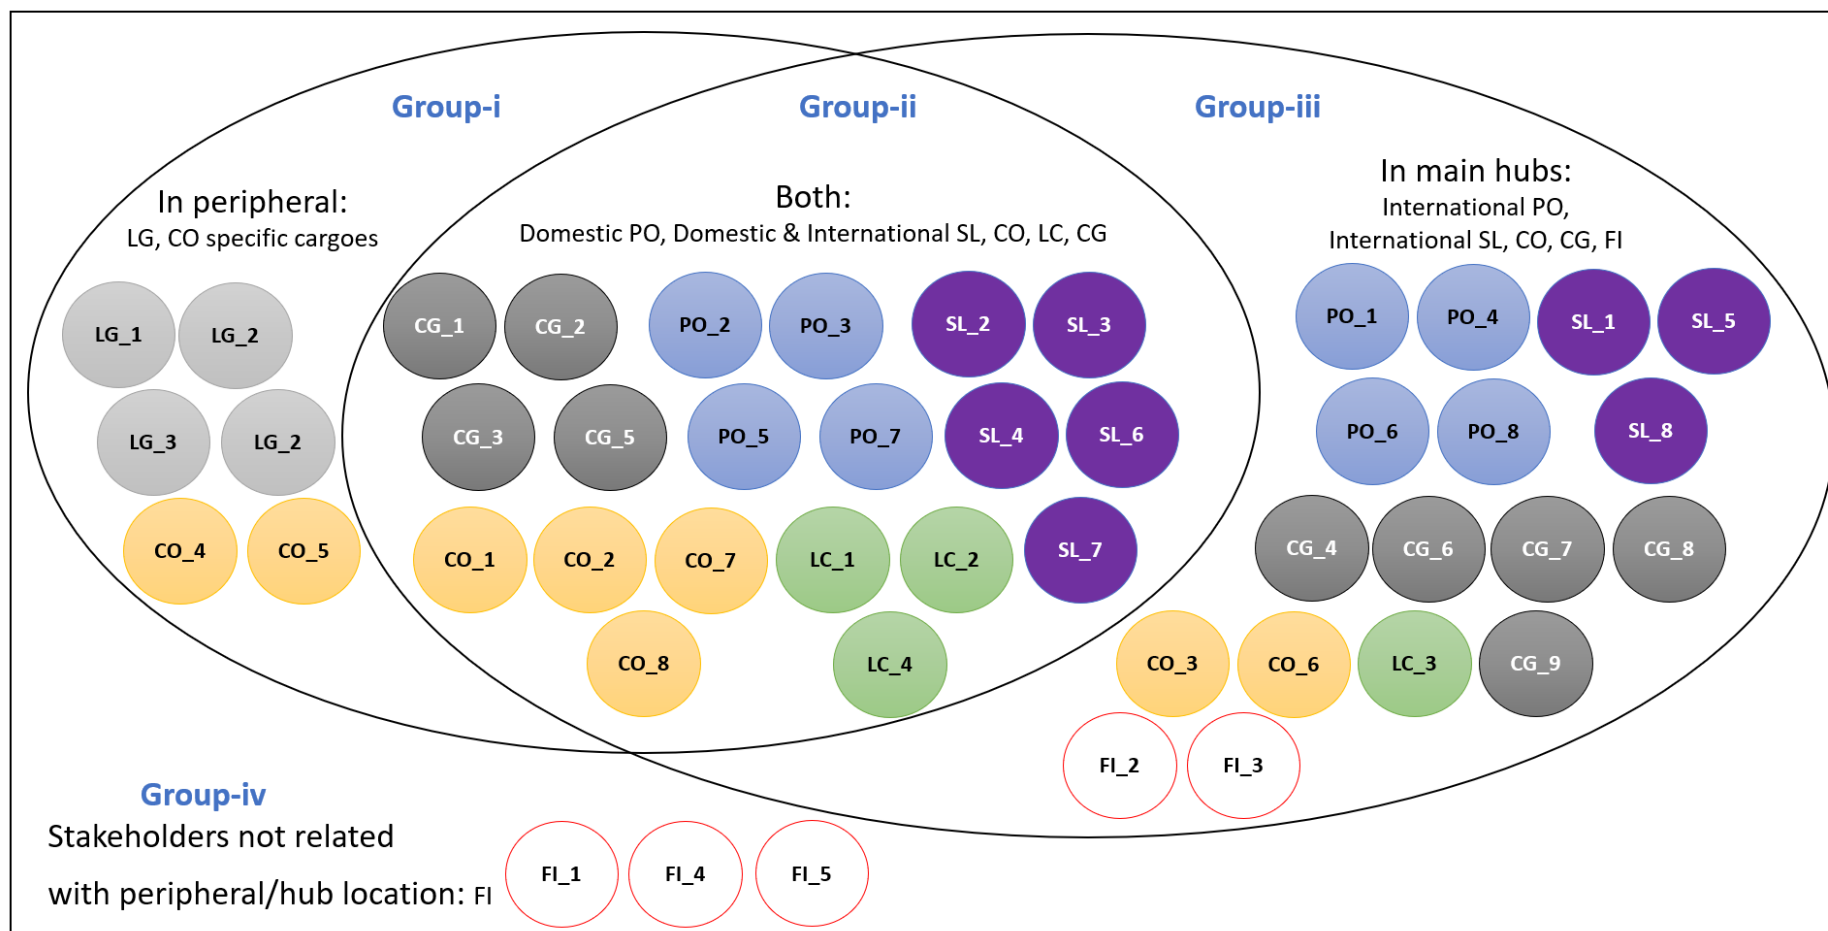 Group-i
Group-ii
Group-iii
In peripheral:
LG, CO specific cargoes
Both:
Domestic PO, Domestic & International SL, CO, LC, CG
In main hubs:
International PO,
International SL, CO, CG, FI
LG_1 LG_2
LG_3 LG_2
CO_4 CO_5
CG_1 CG_2 PO_2 PO_3 SL_2 SL_3
CG_3 CG_5 PO_5 PO_7 SL_4 SL_6
CO_1 CO_2 CO_7 LC_1 LC_2 SL_7
CO_8 LC_4
PO_1 PO_4 SL_1 SL_5
PO_6 PO_8 SL_8
CG_4 CG_6 CG_7 CG_8
CO_3 CO_6 LC_3 CG_9
FI_2 FI_3
Group-iv
Stakeholders not related
with peripheral/hub location: FI
FI_1 FI_4 FI_5